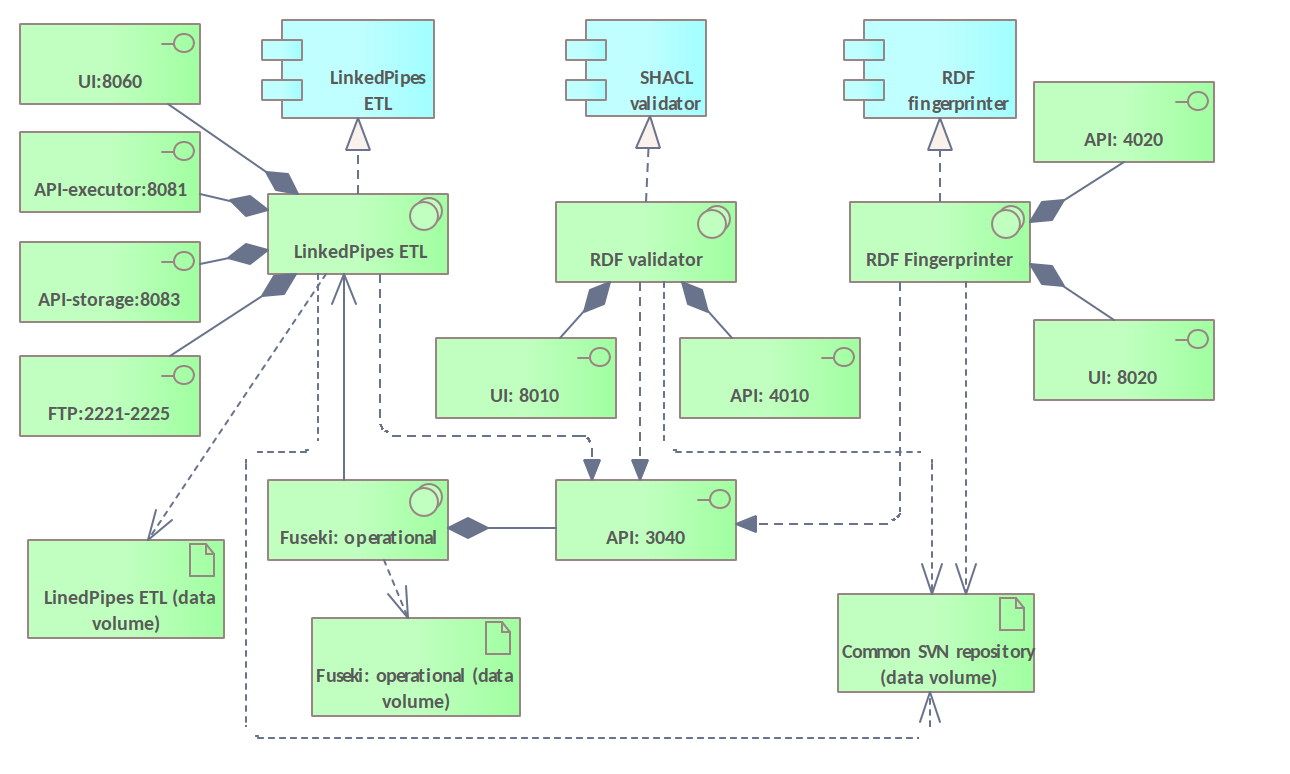 UI:8060
LinkedPipes
ETL
SHACL
validator
RDF
fingerprinter
API: 4020
API-executor:8081
LinkedPipes ETL
RDF validator
RDF Fingerprinter
API-storage:8083
FTP:2221-2225
UI: 8010
API: 4010
UI: 8020
Fuseki: operational
API: 3040
LinedPipes ETL (data
volume)
Fuseki: operational (data
volume)
Common SVN repository
(data volume)